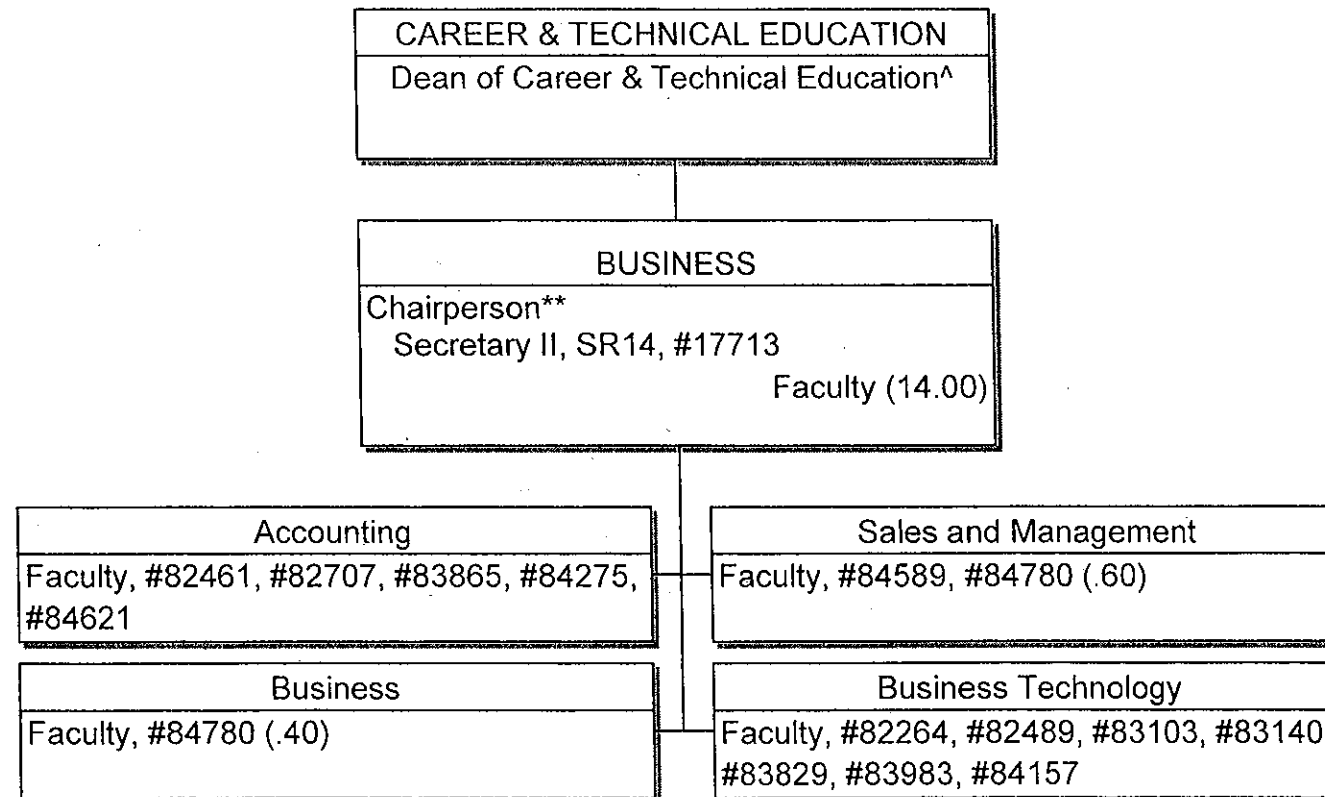 CAREER & TECHNICAL EDUCATION
Dean of Career & Technical Education^
BUSINESS
Chairperson**
Secretary II, SR14, #17713
Faculty (14.00)
Accounting
Faculty, #82461, #82707, #83865, #84275,
#84621
Sales and Management
Faculty, #84589, #84780 (.60)
Business
Faculty, #84780 (.40)
Business Technology
Faculty, #82264, #82489, #83103, #83140
#83829, #83983, #84157